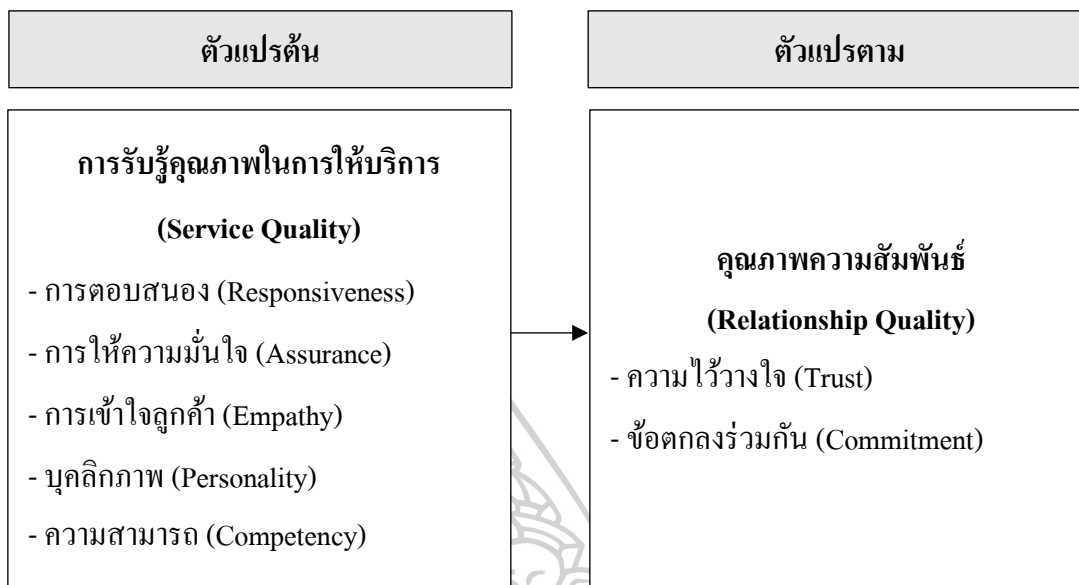 ตัวแปรต้น
การรับรู้คุณภาพในการให้บริการ
(Service Quality)
- การตอบสนอง (Responsiveness)
- การให้ความมั่นใจ (Assurance)
- การเข้าใจลูกค้า (Empathy)
- บุคลิกภาพ (Personality)
- ความสามารถ (Competency)
ตัวแปรตาม
คุณภาพความสัมพันธ์
(Relationship Quality)
- ความไว้วางใจ (Trust)
- ข้อตกลงร่วมกัน (Commitment)